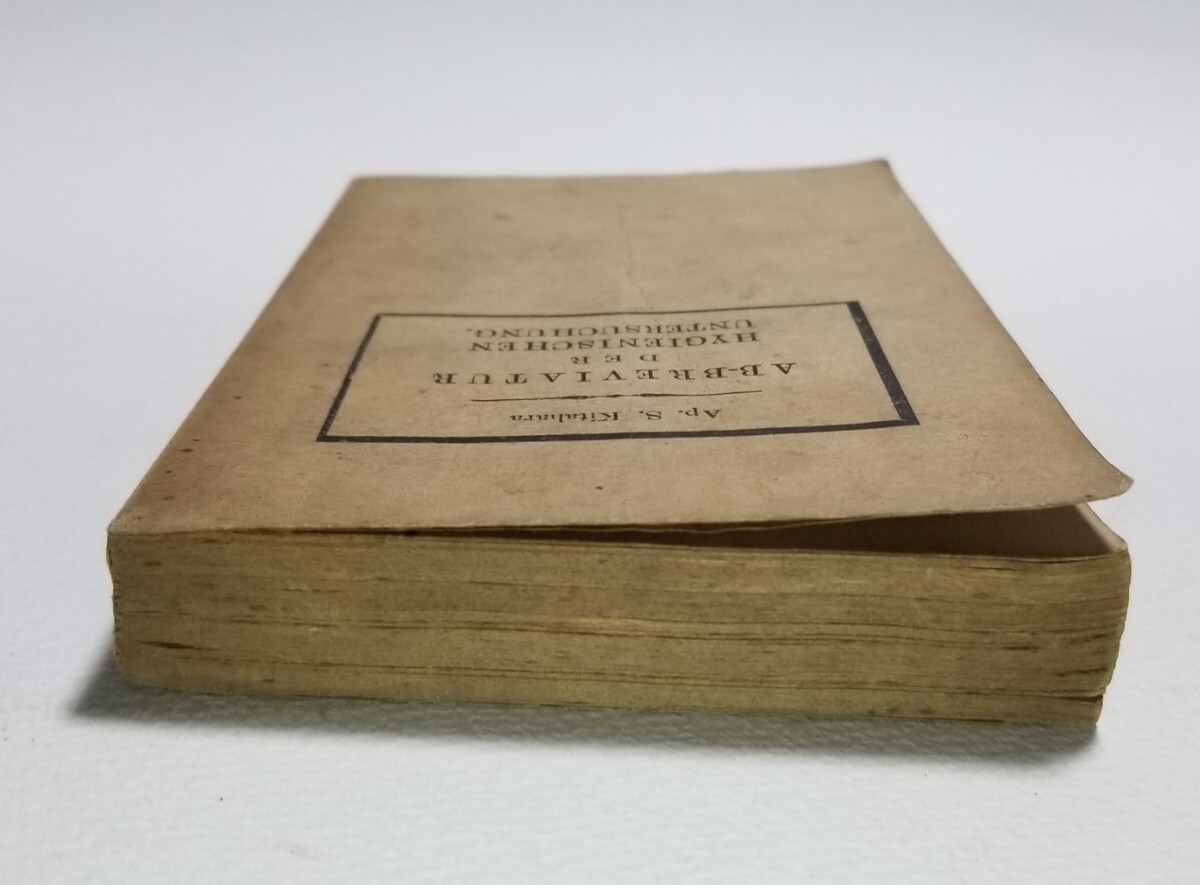 Ap. S. Kitahara
AB-BREVIATUR
DER
HYGIENISCHEN
UNTERSUCHUNG.